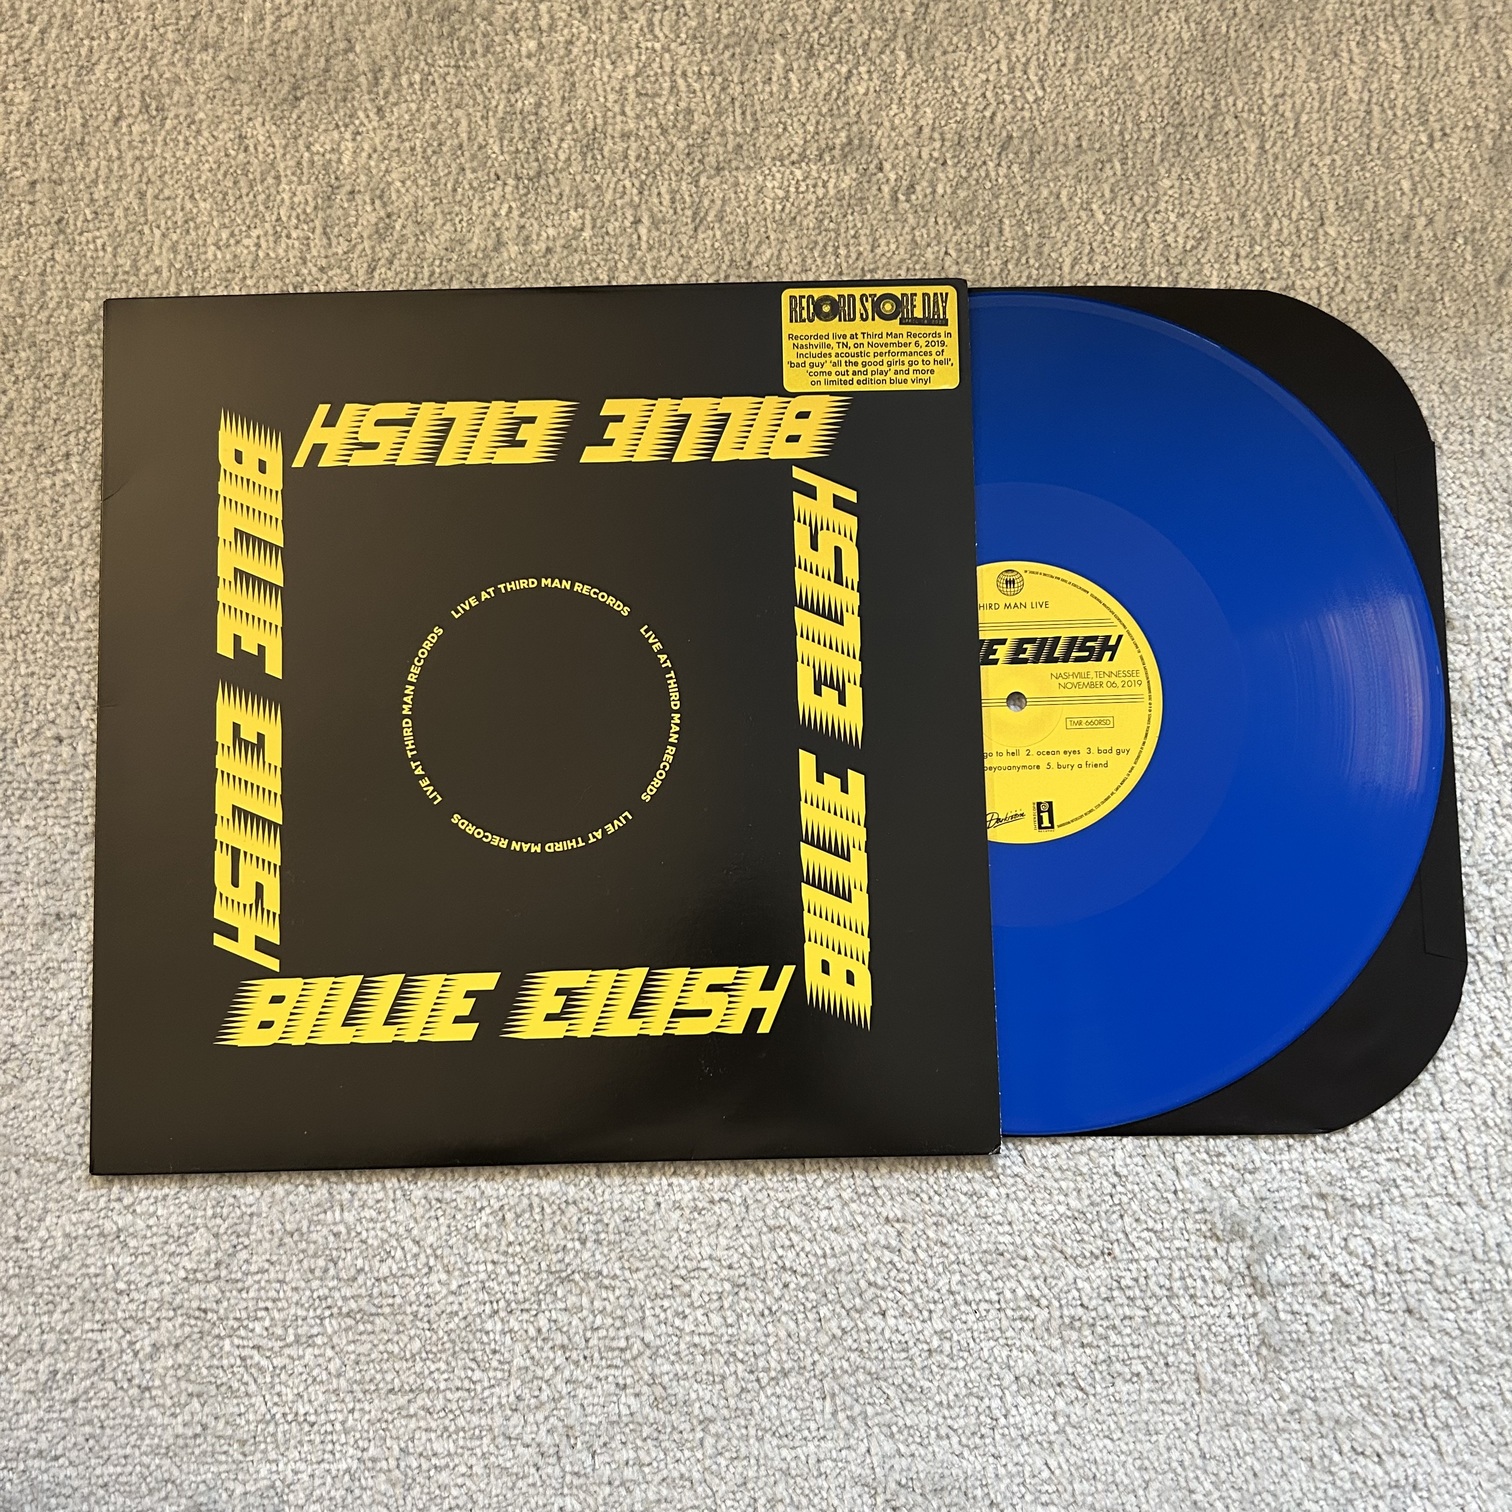 RECORD STORE DAY
Recorded live at Third Man Records in
Nashville, TN, on November 6, 2019.
Includes acoustic performances of
'bad guy' 'all the good girls go to hell',
'come out and play' and more
on limited edition blue vinyl
BILLIE EILISH
BILLIE EILISH
BILLIE EILISH
BILLIE EILISH
LIVE AT THIRD MAN RECORDS
LIVE AT THIRD MAN RECORDS
LIVE AT THIRD MAN RECORDS
LIVE AT THIRD MAN RECORDS
HIRD MAN LIVE
E EILISH
NASHVILLE, TENNESSEE
NOVEMBER 06, 2019
TMR-660RSD
go to hell 2. ocean eyes 3. bad guy
beyouanymore 5. bury a friend
Darkroom